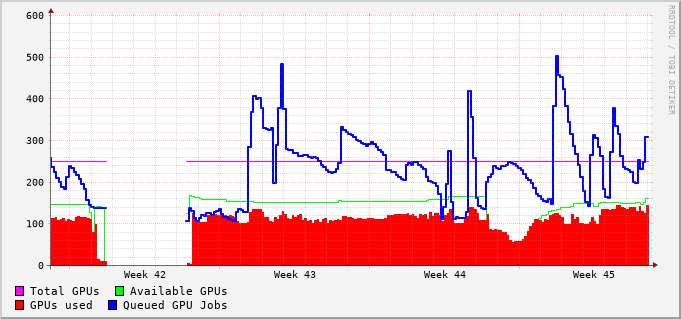 600
500
400
300
200
100
0
Week 42 Week 43 Week 44 Week 45
Total GPUs Available GPUs
GPUs used Queued GPU Jobs
RRDTOOL / TOBI OETIKER